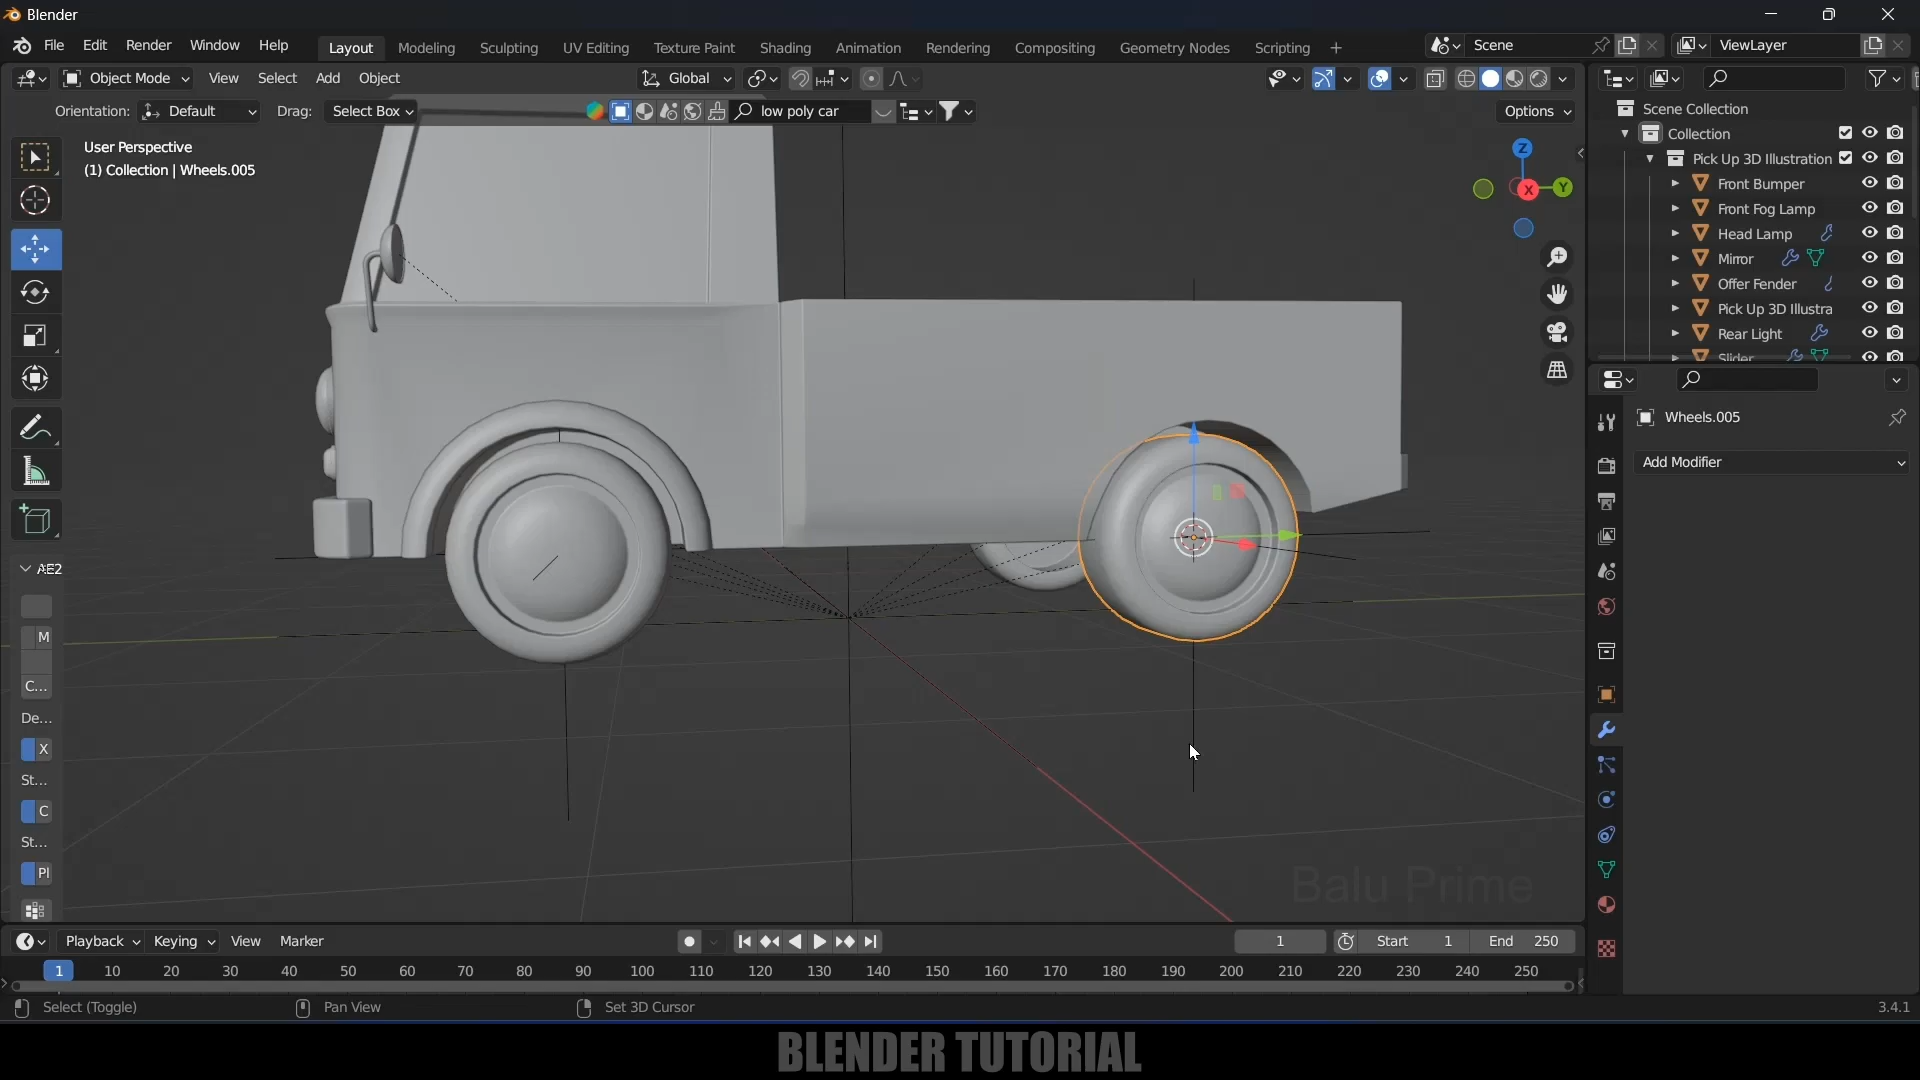 Blender
File Edit Render Window Help Layout Modeling Sculpting UV Editing Texture Paint Shading Animation Rendering Compositing Geometry Nodes Scripting + Scene ViewLayer
Object Mode View Select Add Object Global
Orientation: Default Drag: Select Box low poly car Options
User Perspective
(1) Collection | Wheels.005
Z
X
Y
AE2
M
C...
De...
X
St...
C
St...
Pl
Scene Collection
Collection
Pick Up 3D Illustration
Front Bumper
Front Fog Lamp
Head Lamp
Mirror
Offer Fender
Pick Up 3D Illustra
Rear Light
Slider
Wheels.005
Add Modifier
Balu Prime
Playback Keying View Marker 1 Start 1 End 250
1 10 20 30 40 50 60 70 80 90 100 110 120 130 140 150 160 170 180 190 200 210 220 230 240 250
Select (Toggle) Pan View Set 3D Cursor 3.4.1
BLENDER TUTORIAL